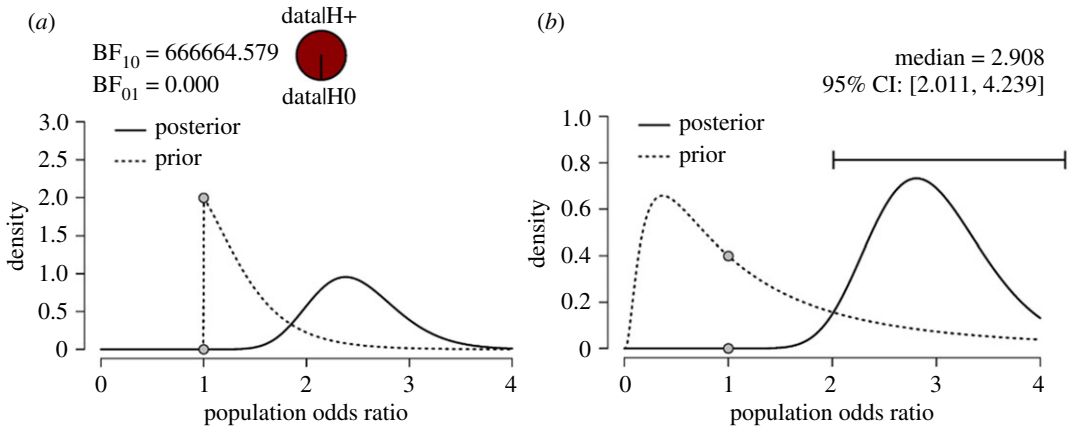 (a)
data|H+
BF10 = 666664.579
BF01 = 0.000
data|H0
posterior
prior
3.0
2.5
2.0
1.5
1.0
0.5
0
density
0 1 2 3 4
population odds ratio
(b)
median = 2.908
95% CI: [2.011, 4.239]
posterior
prior
1.0
0.8
0.6
0.4
0.2
0
density
0 1 2 3 4
population odds ratio